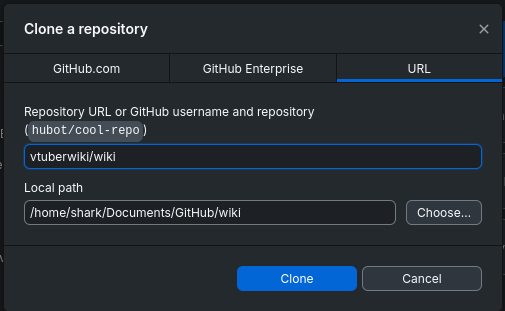 Clone a repository
GitHub.com
GitHub Enterprise
URL
Repository URL or GitHub username and repository
(hubot/cool-repo)
vtuberwiki/wiki
Local path
/home/shark/Documents/GitHub/wiki
Choose...
Clone
Cancel